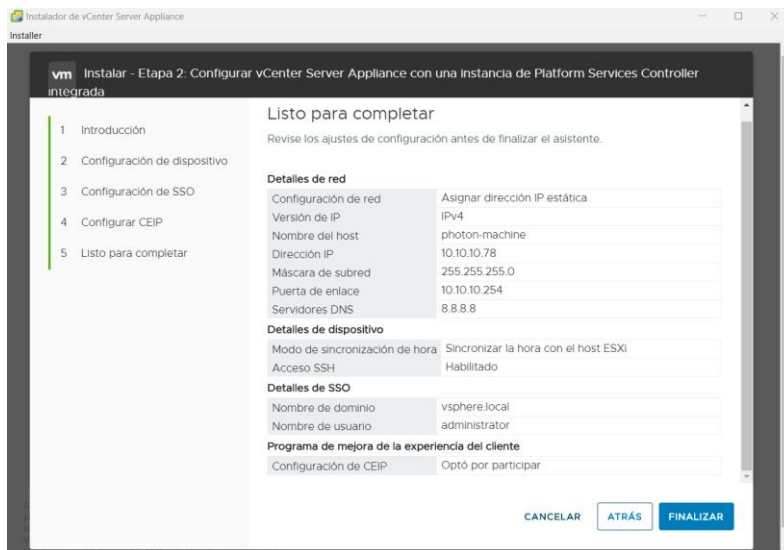 Instalador de vCenter Server Appliance
Installer
vm Instalar - Etapa 2: Configurar vCenter Server Appliance con una instancia de Platform Services Controller
integrada
1 Introducción
2 Configuración de dispositivo
3 Configuración de SSO
4 Configurar CEIP
5 Listo para completar
Listo para completar
Revise los ajustes de configuración antes de finalizar el asistente.
Detalles de red
Configuración de red Asignar dirección IP estática
Versión de IP IPv4
Nombre del host photon-machine
Dirección IP 10.10.10.78
Máscara de subred 255.255.255.0
Puerta de enlace 10.10.10.254
Servidores DNS 8.8.8.8
Detalles de dispositivo
Modo de sincronización de hora Sincronizar la hora con el host ESXi
Acceso SSH Habilitado
Detalles de SSO
Nombre de dominio vsphere.local
Nombre de usuario administrator
Programa de mejora de la experiencia del cliente
Configuración de CEIP Optó por participar
CANCELAR ATRÁS FINALIZAR